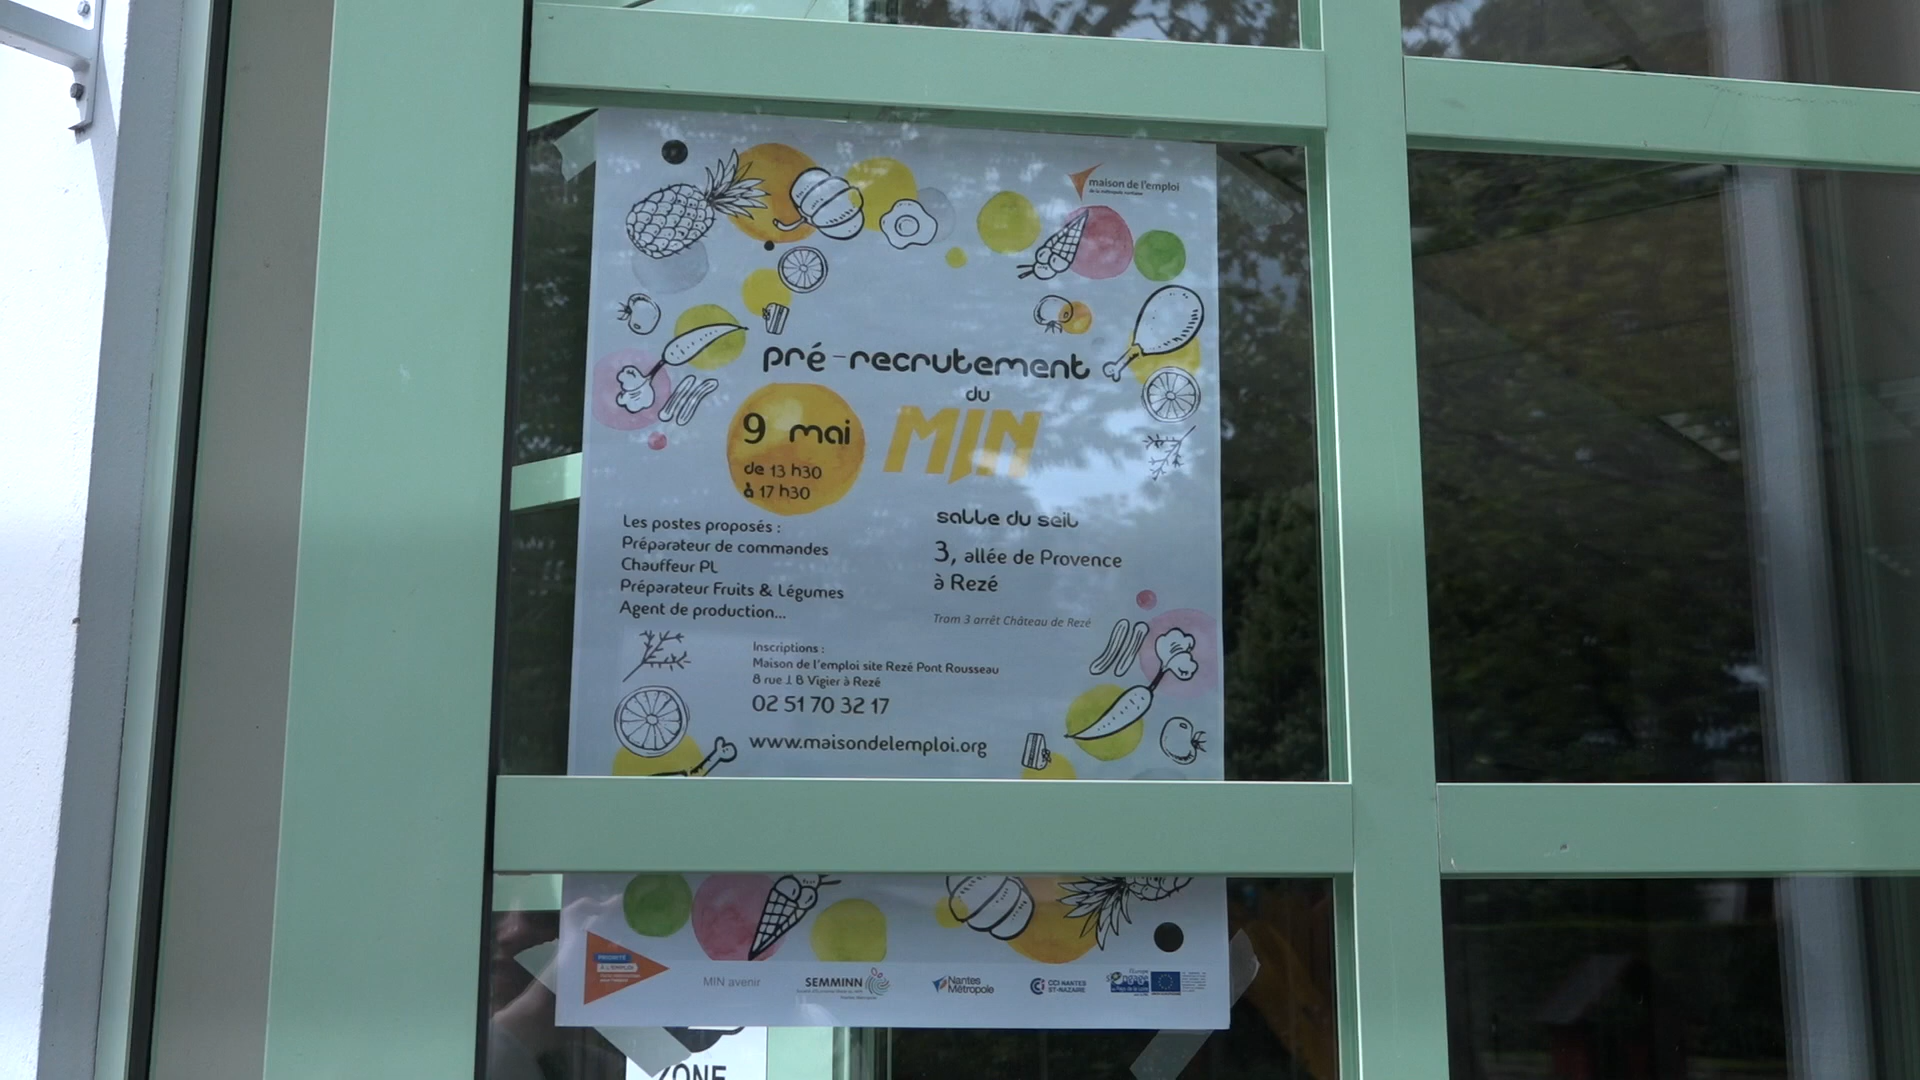 maison de l'emploi
pré-recrutement
du
MIN
9 mai
de 13 h30
à 17 h30
Les postes proposés :
Préparateur de commandes
Chauffeur PL
Préparateur Fruits & Légumes
Agent de production...
salle du seil
3, allée de Provence
à Rezé
Tram 3 arrêt Château de Rezé
Inscriptions :
Maison de l'emploi site Rezé Pont Rousseau
8 rue J. B Vigier à Rezé
02 51 70 32 17
www.maisondelemploi.org
PRIORITÉ
À L'EMPLOI
MIN avenir
SEMMINN
Nantes
Métropole
CCI NANTES
ST-NAZAIRE
ZONE